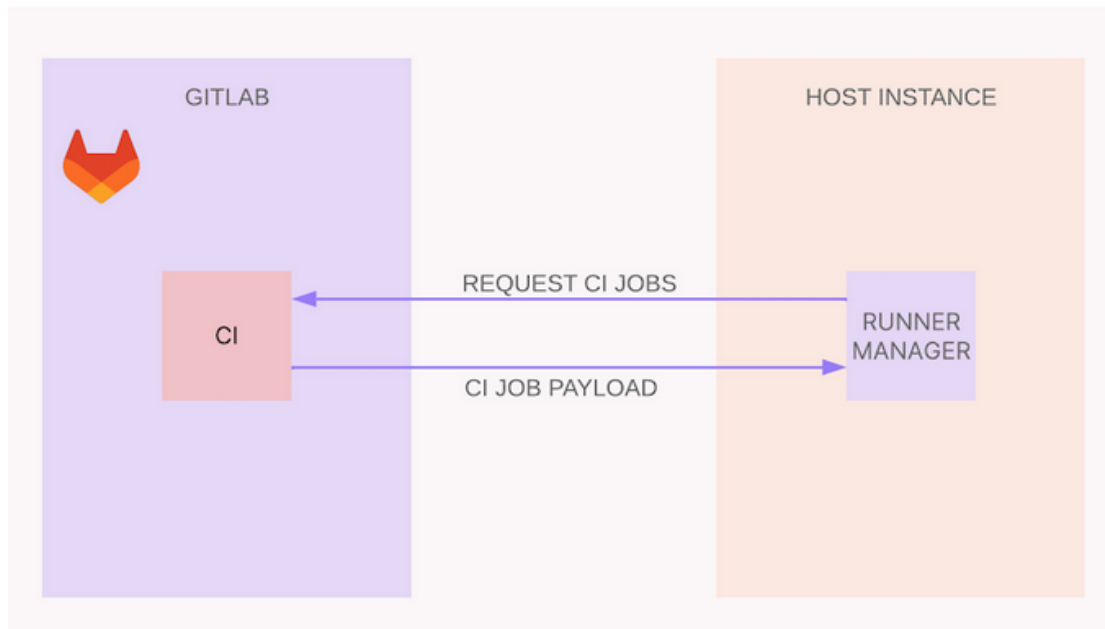 GITLAB
HOST INSTANCE
REQUEST CI JOBS
CI
RUNNER
MANAGER
CI JOB PAYLOAD